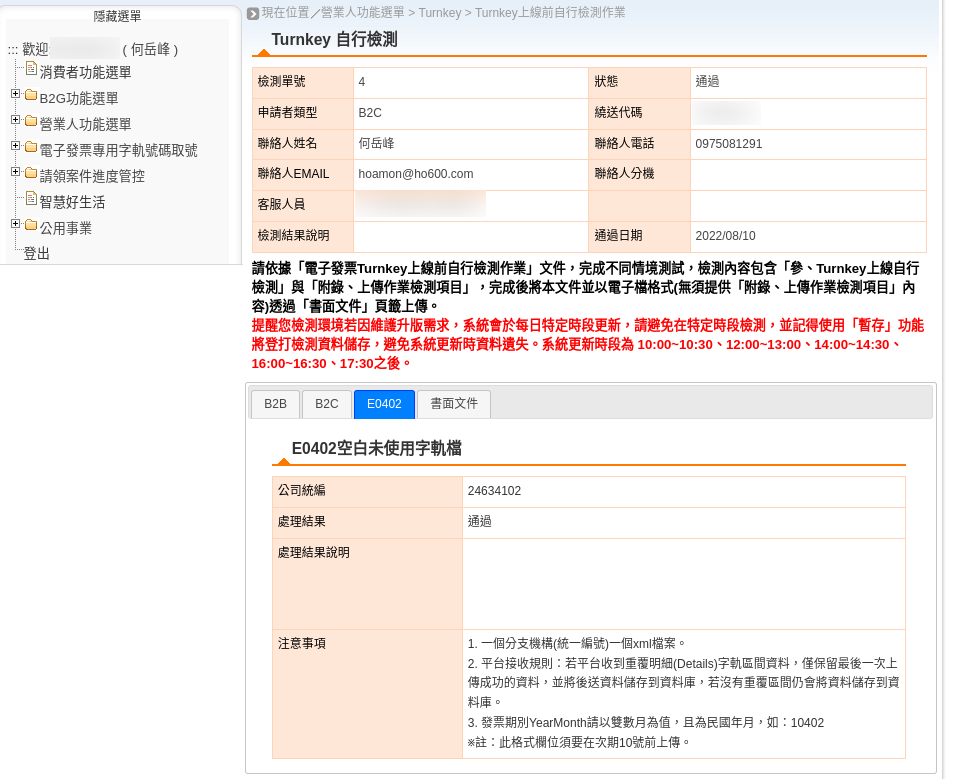 隱藏選單
::: 歡迎 ( 何岳峰 )
消費者功能選單
B2G功能選單
營業人功能選單
電子發票專用字軌號碼取號
請領案件進度管控
智慧好生活
公用事業
登出
現在位置／營業人功能選單 > Turnkey > Turnkey上線前自行檢測作業
Turnkey 自行檢測
檢測單號 4 狀態 通過
申請者類型 B2C 繞送代碼
聯絡人姓名 何岳峰 聯絡人電話 0975081291
聯絡人EMAIL hoamon@ho600.com 聯絡人分機
客服人員
檢測結果說明 通過日期 2022/08/10
請依據「電子發票Turnkey上線前自行檢測作業」文件，完成不同情境測試，檢測內容包含「參、Turnkey上線自行
檢測」與「附錄、上傳作業檢測項目」，完成後將本文件並以電子檔格式(無須提供「附錄、上傳作業檢測項目」內
容)透過「書面文件」頁籤上傳。
提醒您檢測環境若因維護升版需求，系統會於每日特定時段更新，請避免在特定時段檢測，並記得使用「暫存」功能
將登打檢測資料儲存，避免系統更新時資料遺失。系統更新時段為 10:00~10:30、12:00~13:00、14:00~14:30、
16:00~16:30、17:30之後。
B2B B2C E0402 書面文件
E0402空白未使用字軌檔
公司統編 24634102
處理結果 通過
處理結果說明
注意事項 1. 一個分支機構(統一編號)一個xml檔案。
2. 平台接收規則：若平台收到重覆明細(Details)字軌區間資料，僅保留最後一次上
傳成功的資料，並將後送資料儲存到資料庫，若沒有重覆區間仍會將資料儲存到資
料庫。
3. 發票期別YearMonth請以雙數月為值，且為民國年月，如：10402
※註：此格式欄位須要在次期10號前上傳。